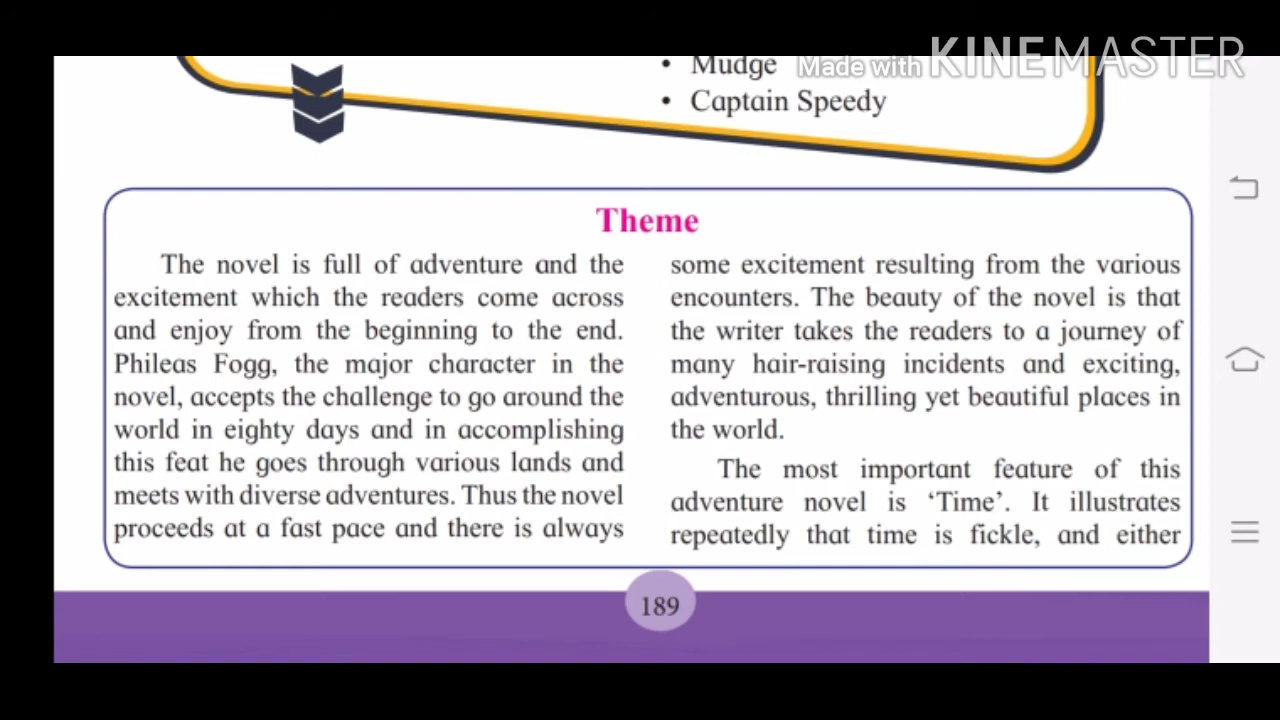 • Mudge
Made with KINEMASTER
• Captain Speedy
Theme
The novel is full of adventure and the
excitement which the readers come across
and enjoy from the beginning to the end.
Phileas Fogg, the major character in the
novel, accepts the challenge to go around the
world in eighty days and in accomplishing
this feat he goes through various lands and
meets with diverse adventures. Thus the novel
proceeds at a fast pace and there is always
some excitement resulting from the various
encounters. The beauty of the novel is that
the writer takes the readers to a journey of
many hair-raising incidents and exciting,
adventurous, thrilling yet beautiful places in
the world.
The most important feature of this
adventure novel is ‘Time’. It illustrates
repeatedly that time is fickle, and either
189